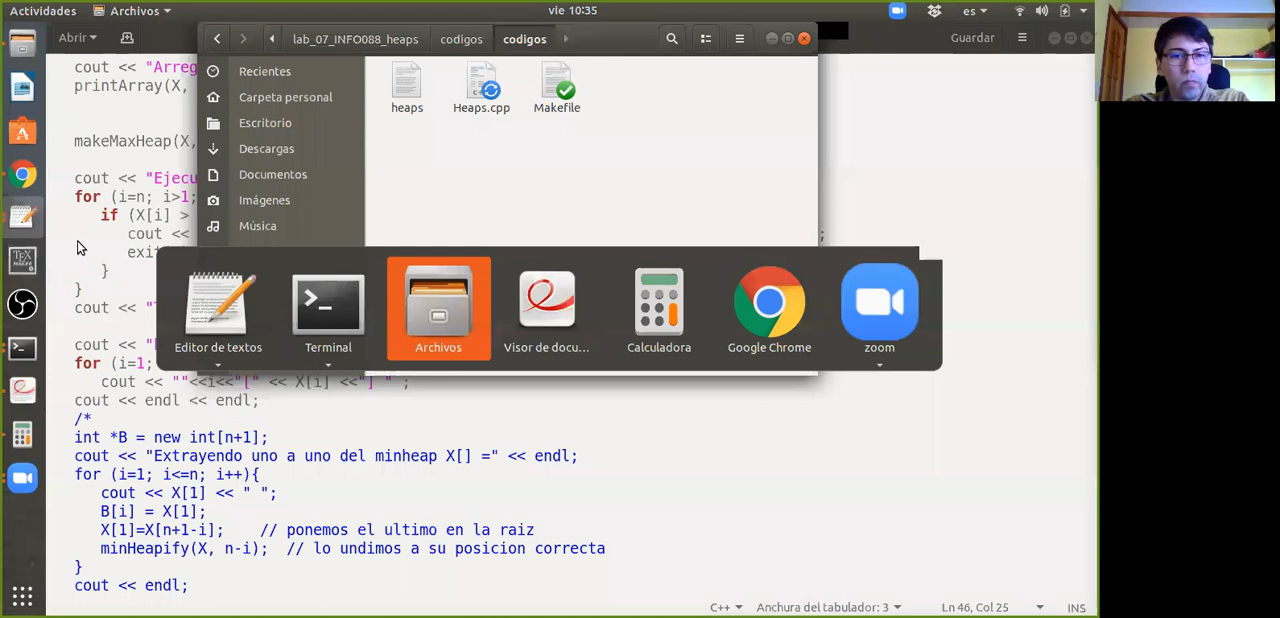 Actividades
Archivos
vie 10:35
es
Abrir
lab_07_INFO088_heaps
codigos
codigos
Guardar
Recientes
Carpeta personal
Escritorio
Descargas
Documentos
Imágenes
Música
heaps
Heaps.cpp
Makefile
cout << "Arreg
printArray(X,
makeMaxHeap(X,
cout << "Ejecu
for (i=n; i>1;
if (X[i] >
cout <<
exi
}
}
cout << "
;
Editor de textos
Terminal
Archivos
Visor de docu...
Calculadora
Google Chrome
zoom
cout << "
for (i=1;
cout << ""<<i<<"[" << X[i] <<"] " ;
cout << endl << endl;
/*
int *B = new int[n+1];
cout << "Extrayendo uno a uno del minheap X[] =" << endl;
for (i=1; i<=n; i++){
cout << X[1] << " ";
B[i] = X[1];
X[1]=X[n+1-i];    // ponemos el ultimo en la raiz
minHeapify(X, n-i);  // lo undimos a su posicion correcta
}
cout << endl;
C++
Anchura del tabulador: 3
Ln 46, Col 25
INS